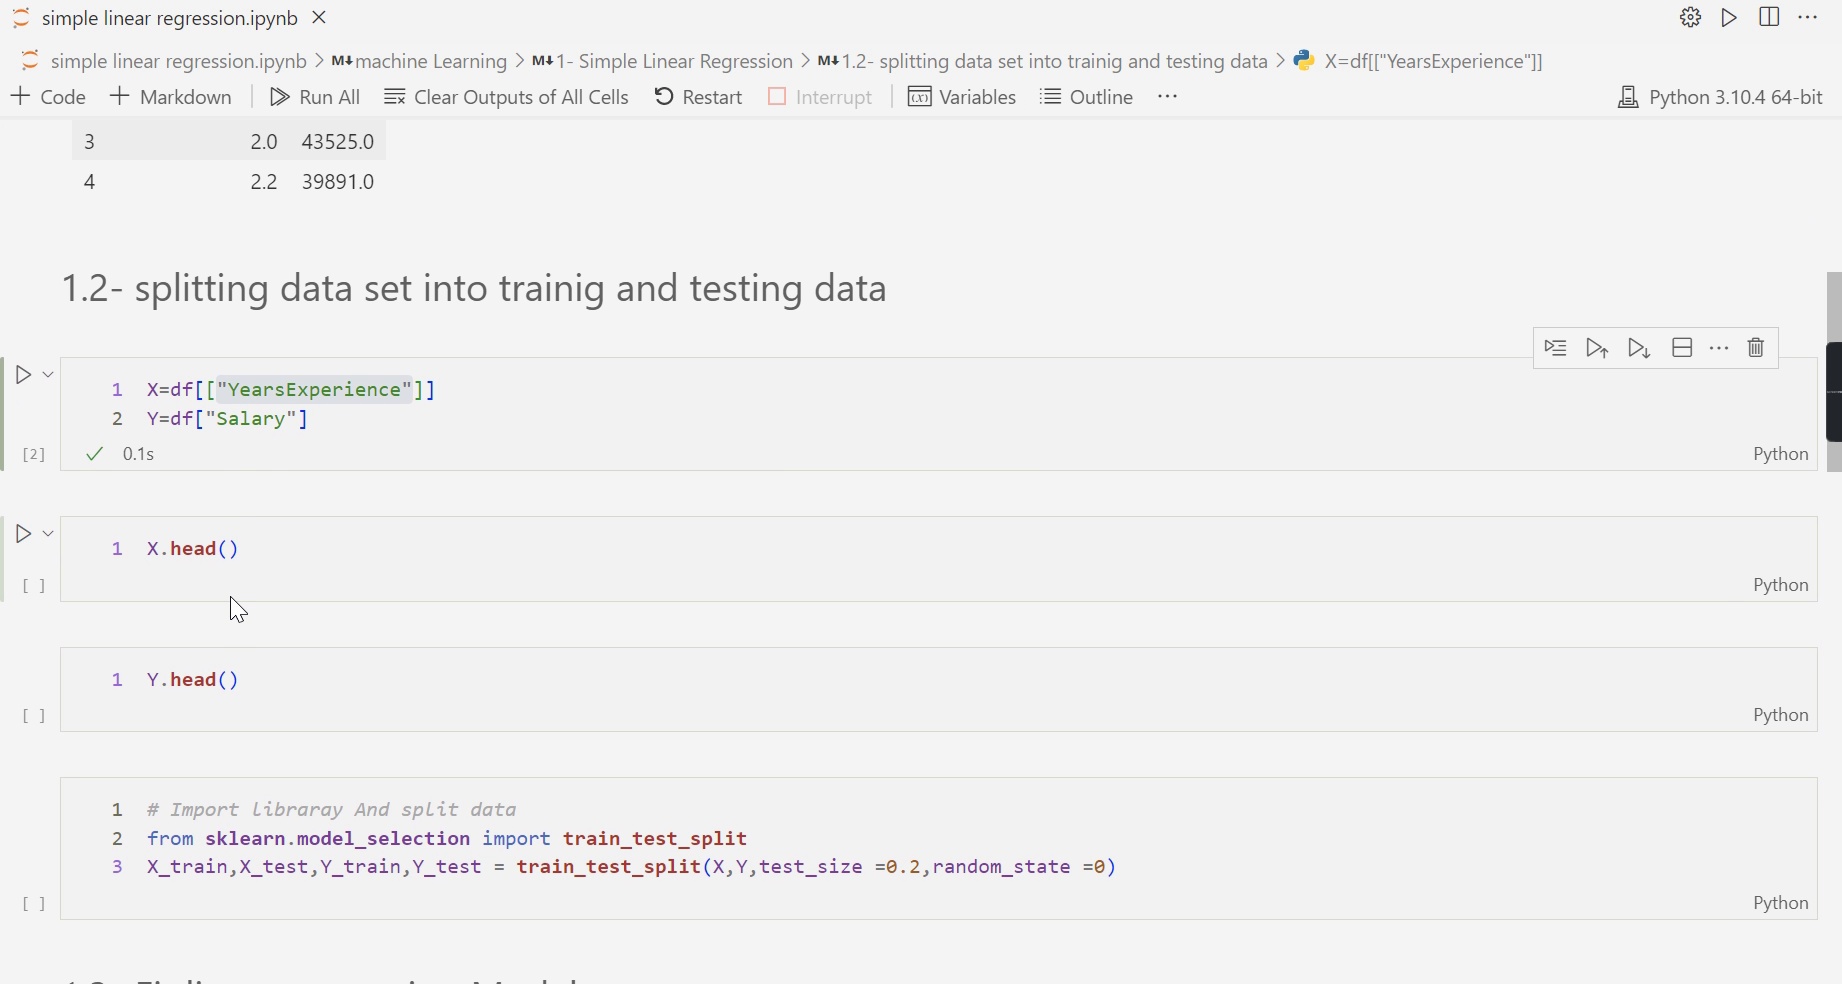 simple linear regression.ipynb
simple linear regression.ipynb > M↓ machine Learning > M↓ 1- Simple Linear Regression > M↓ 1.2- splitting data set into trainig and testing data > X=df[["YearsExperience"]]
+ Code + Markdown Run All Clear Outputs of All Cells Restart Interrupt (x) Variables Outline ... Python 3.10.4 64-bit
3 2.0 43525.0
4 2.2 39891.0
1.2- splitting data set into trainig and testing data
1 X=df[["YearsExperience"]]
2 Y=df["Salary"]
[2] ✓ 0.1s Python
1 X.head()
[ ] Python
1 Y.head()
[ ] Python
1 # Import libraray And split data
2 from sklearn.model_selection import train_test_split
3 X_train,X_test,Y_train,Y_test = train_test_split(X,Y,test_size =0.2,random_state =0)
[ ] Python